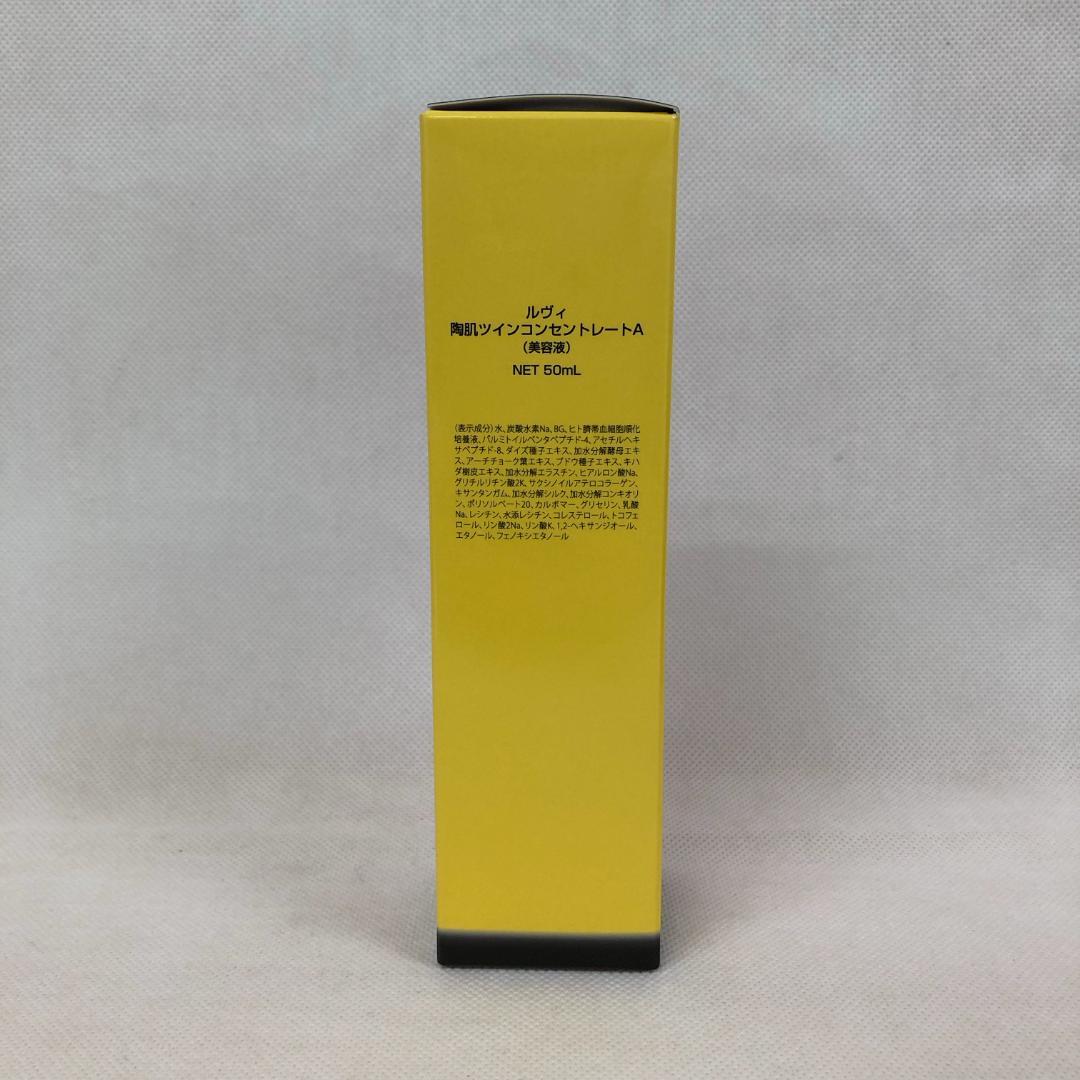 ルヴィ
陶肌ツインコンセントレートA
（美容液）
NET 50mL
（表示成分）水、炭酸水素Na、BG、ヒト臍帯血細胞順化
培養液、パルミトイルペンタペプチド-4、アセチルヘキ
サペプチド-8、ダイズ種子エキス、加水分解酵母エキ
ス、アーチチョーク葉エキス、ブドウ種子エキス、キハ
ダ樹皮エキス、加水分解エラスチン、ヒアルロン酸Na、
グリチルリチン酸2K、サクシノイルアテロコラーゲン、
キサンタンガム、加水分解シルク、加水分解コンキオリ
ン、ポリソルベート20、カルボマー、グリセリン、乳酸
Na、レシチン、水添レシチン、コレステロール、トコフェ
ロール、リン酸2Na、リン酸K、1,2-ヘキサンジオール、
エタノール、フェノキシエタノール